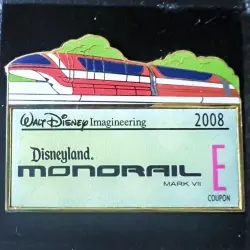 Walt Disney Imagineering 2008
Disneyland
MONORAIL
MARK VII
E
COUPON